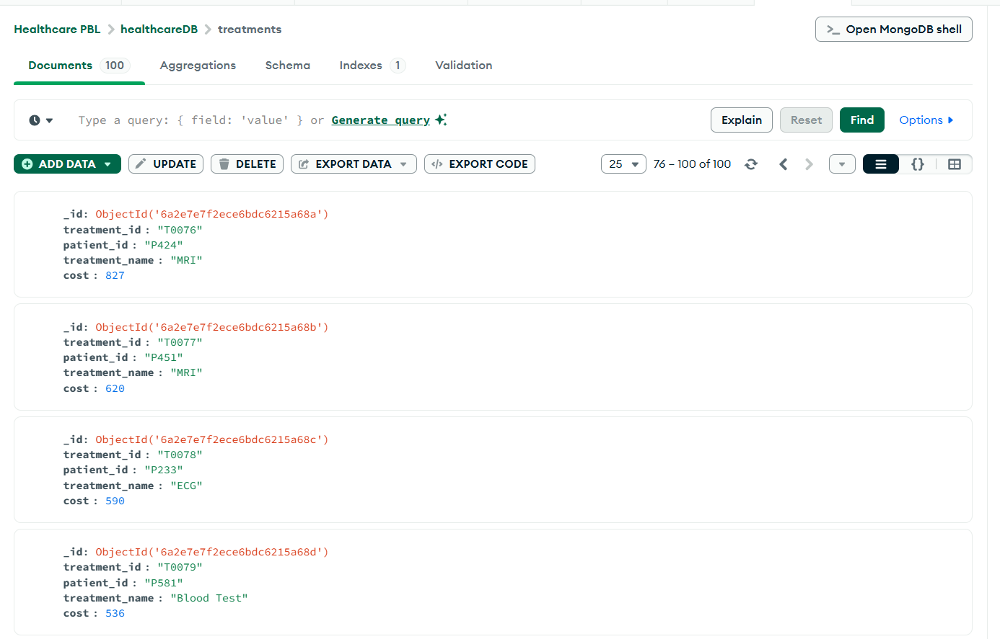 Healthcare PBL > healthcareDB > treatments
>_ Open MongoDB shell
Documents 100 Aggregations Schema Indexes 1 Validation
Type a query: { field: 'value' } or Generate query
Explain Reset Find Options
ADD DATA UPDATE DELETE EXPORT DATA EXPORT CODE 25 76 – 100 of 100 {}
_id: ObjectId('6a2e7e7f2ece6bdc6215a68a')
treatment_id : "T0076"
patient_id : "P424"
treatment_name : "MRI"
cost : 827
_id: ObjectId('6a2e7e7f2ece6bdc6215a68b')
treatment_id : "T0077"
patient_id : "P451"
treatment_name : "MRI"
cost : 620
_id: ObjectId('6a2e7e7f2ece6bdc6215a68c')
treatment_id : "T0078"
patient_id : "P233"
treatment_name : "ECG"
cost : 590
_id: ObjectId('6a2e7e7f2ece6bdc6215a68d')
treatment_id : "T0079"
patient_id : "P581"
treatment_name : "Blood Test"
cost : 536